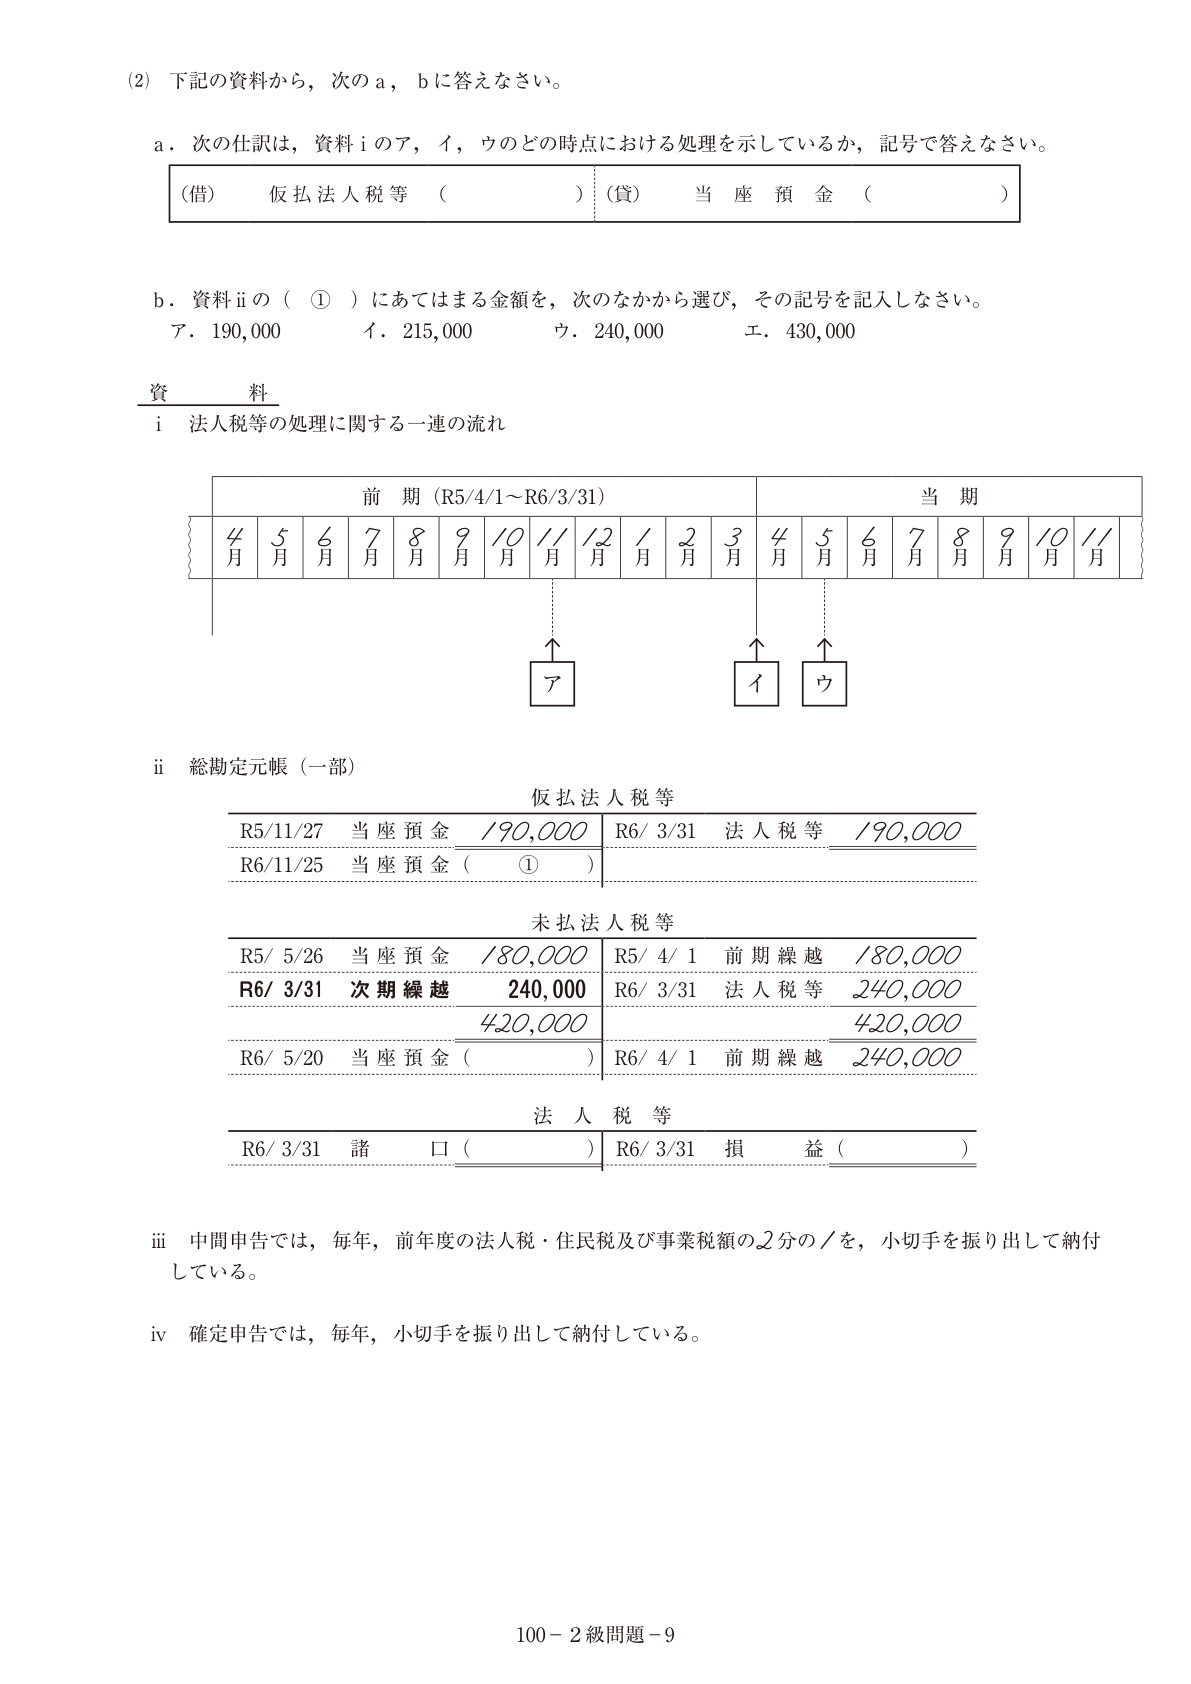 ⑵ 下記の資料から，次のａ，ｂに答えなさい。
ａ．次の仕訳は，資料ⅰのア，イ，ウのどの時点における処理を示しているか，記号で答えなさい。
（借） 仮払法人税等 （ ） （貸） 当座預金 （ ）
ｂ．資料ⅱの（ ① ）にあてはまる金額を，次のなかから選び，その記号を記入しなさい。
ア．190,000 イ．215,000 ウ．240,000 エ．430,000
資 料
ⅰ 法人税等の処理に関する一連の流れ
前 期（R5/4/1～R6/3/31） 当 期
4月 5月 6月 7月 8月 9月 10月 11月 12月 1月 2月 3月 4月 5月 6月 7月 8月 9月 10月 11月
ア イ ウ
ⅱ 総勘定元帳（一部）
仮払法人税等
R5/11/27 当座預金 190,000 R6/ 3/31 法人税等 190,000
R6/11/25 当座預金 （ ① ）
未払法人税等
R5/ 5/26 当座預金 180,000 R5/ 4/ 1 前期繰越 180,000
R6/ 3/31 次期繰越 240,000 R6/ 3/31 法人税等 240,000
420,000 420,000
R6/ 5/20 当座預金 （ ） R6/ 4/ 1 前期繰越 240,000
法人税等
R6/ 3/31 諸 口 （ ） R6/ 3/31 損 益 （ ）
ⅲ 中間申告では，毎年，前年度の法人税・住民税及び事業税額の2分の1を，小切手を振り出して納付
している。
ⅳ 確定申告では，毎年，小切手を振り出して納付している。
100－２級問題－9